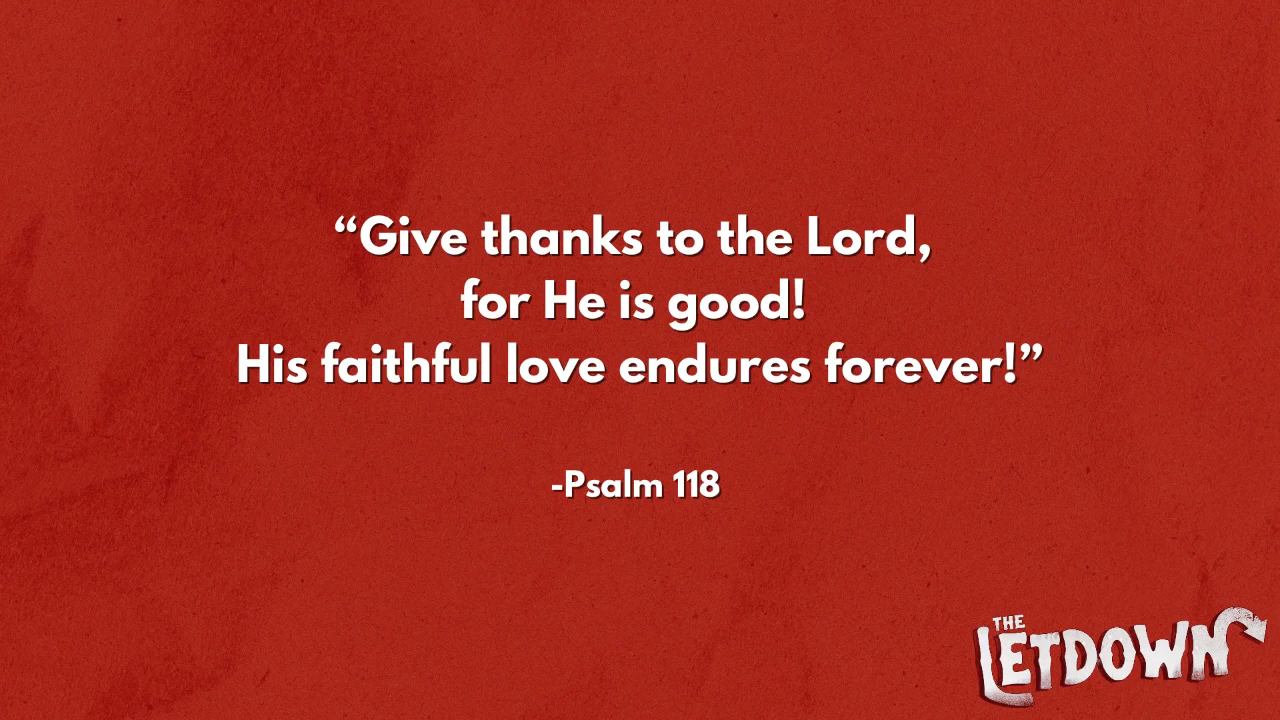 “Give thanks to the Lord,
for He is good!
His faithful love endures forever!”
-Psalm 118
THE
LETDOWN